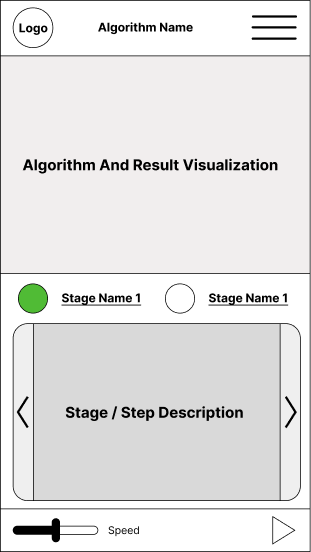 Logo
Algorithm Name
Algorithm And Result Visualization
Stage Name 1
Stage Name 1
Stage / Step Description
Speed